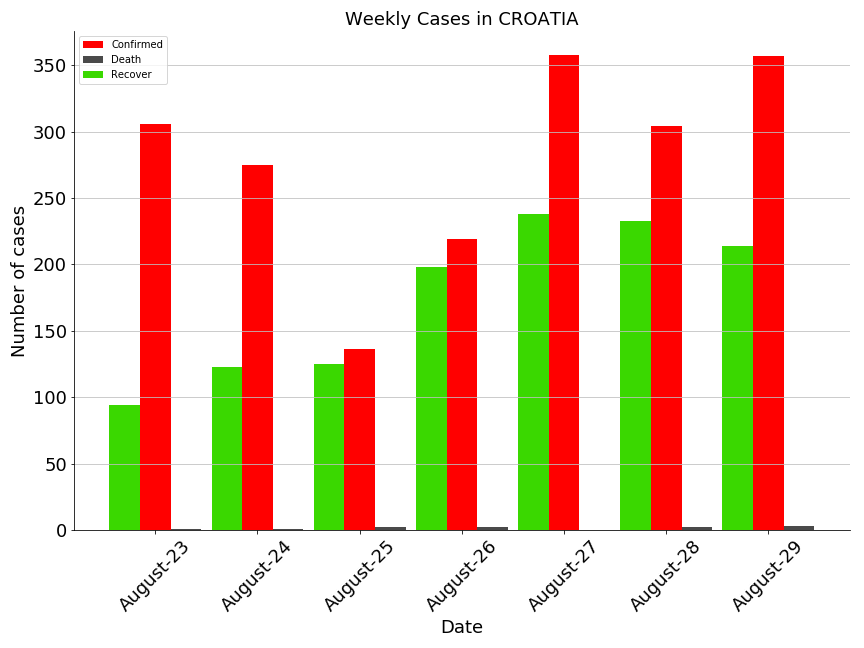 Weekly Cases in CROATIA
Confirmed
Death
Recover
Number of cases
350
300
250
200
150
100
50
0
August-23
August-24
August-25
August-26
August-27
August-28
August-29
Date